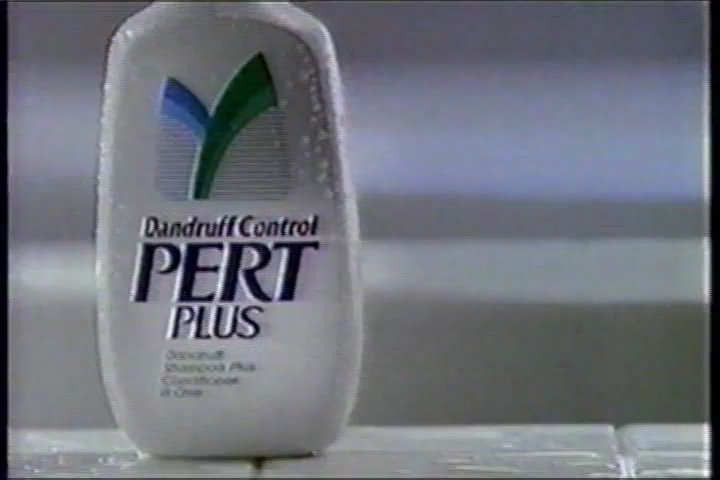 Dandruff Control
PERT
PLUS
Dandruff
Shampoo Plus
Conditioner
in One